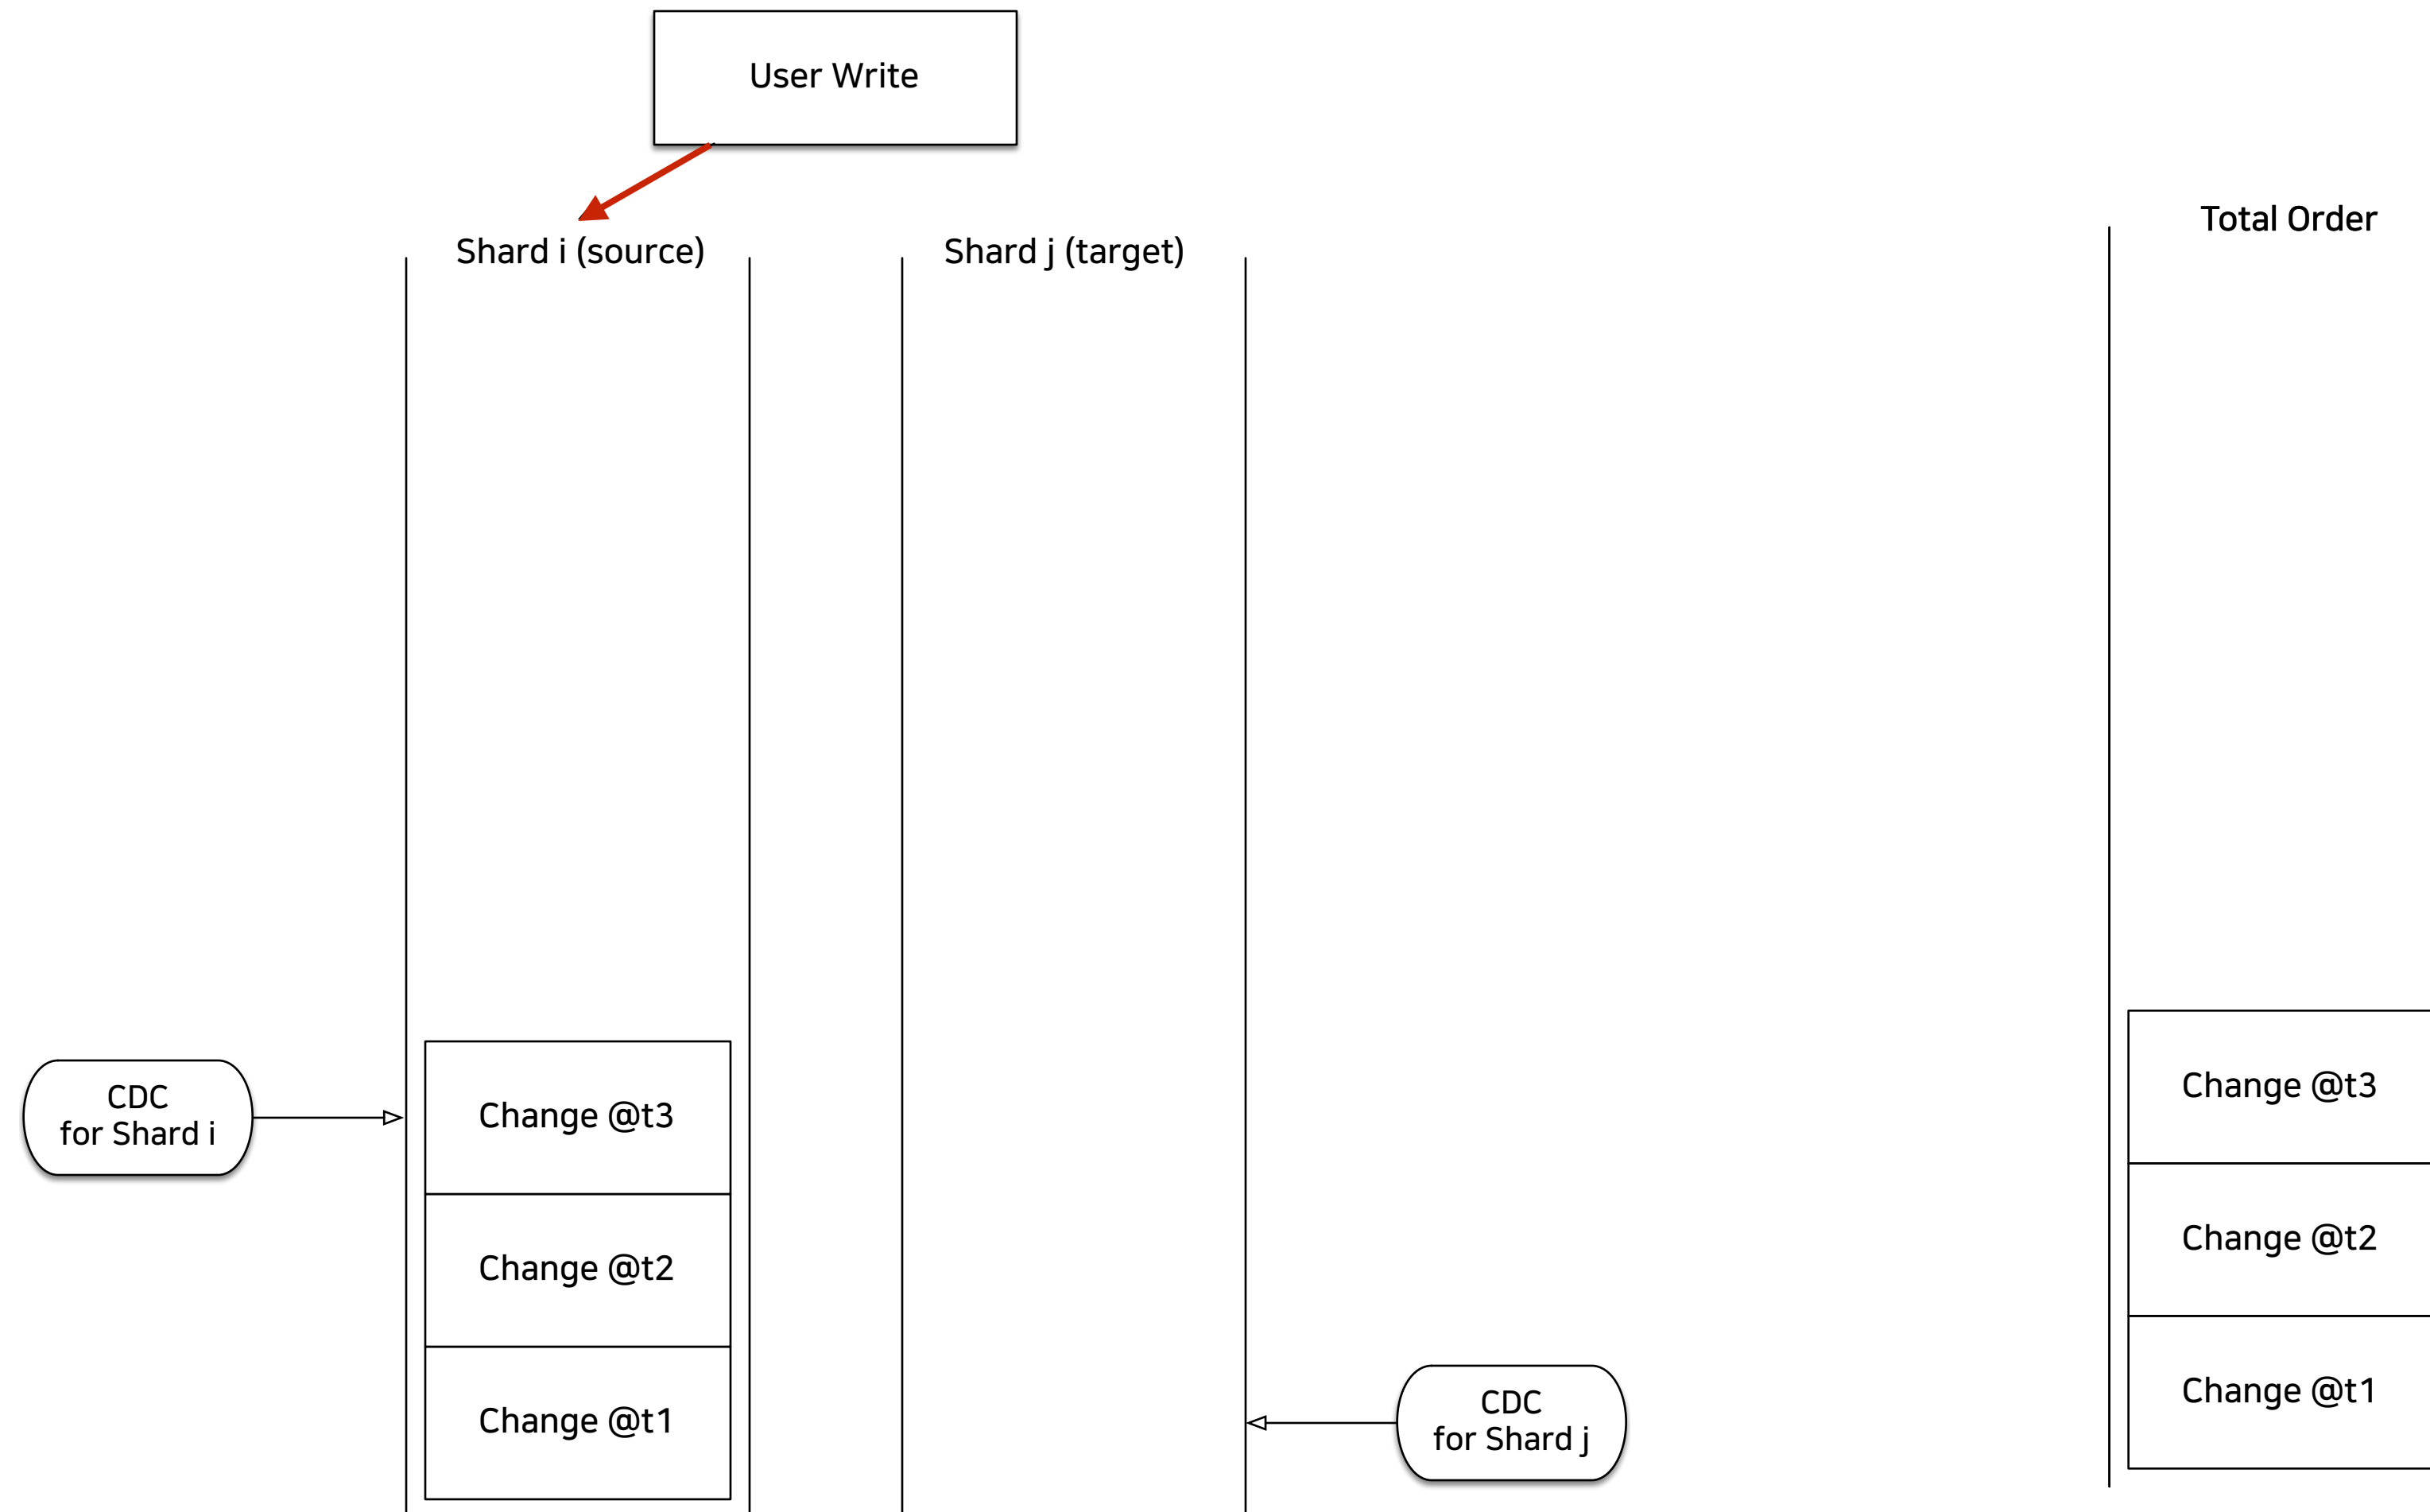 User Write
Shard i (source)
Shard j (target)
Total Order
CDC
for Shard i
Change @t3
Change @t2
Change @t1
CDC
for Shard j
Change @t3
Change @t2
Change @t1